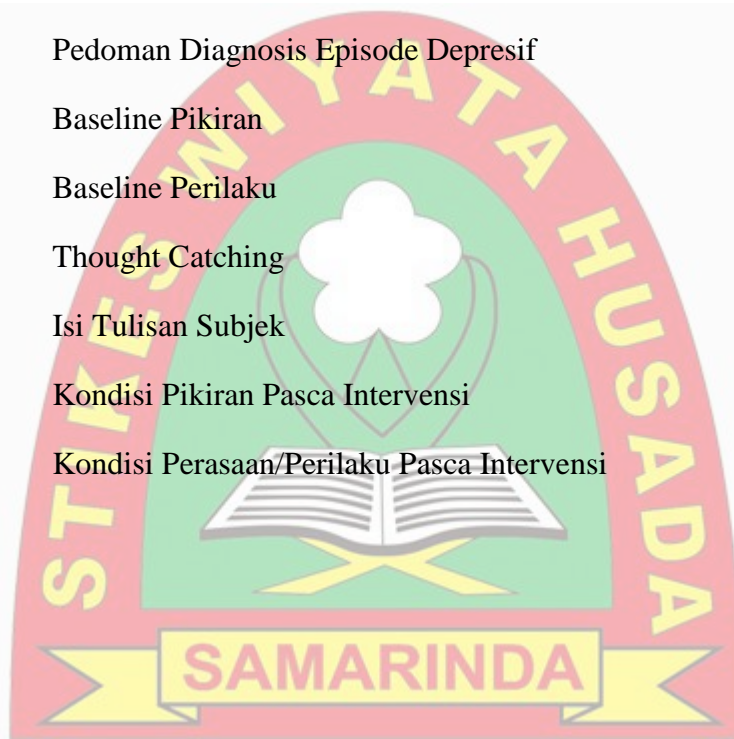 Pedoman Diagnosis Episode Depresif
Baseline Pikiran
Baseline Perilaku
Thought Catching
Isi Tulisan Subjek
Kondisi Pikiran Pasca Intervensi
Kondisi Perasaan/Perilaku Pasca Intervensi
STIKES WIYATA HUSADA
SAMARINDA